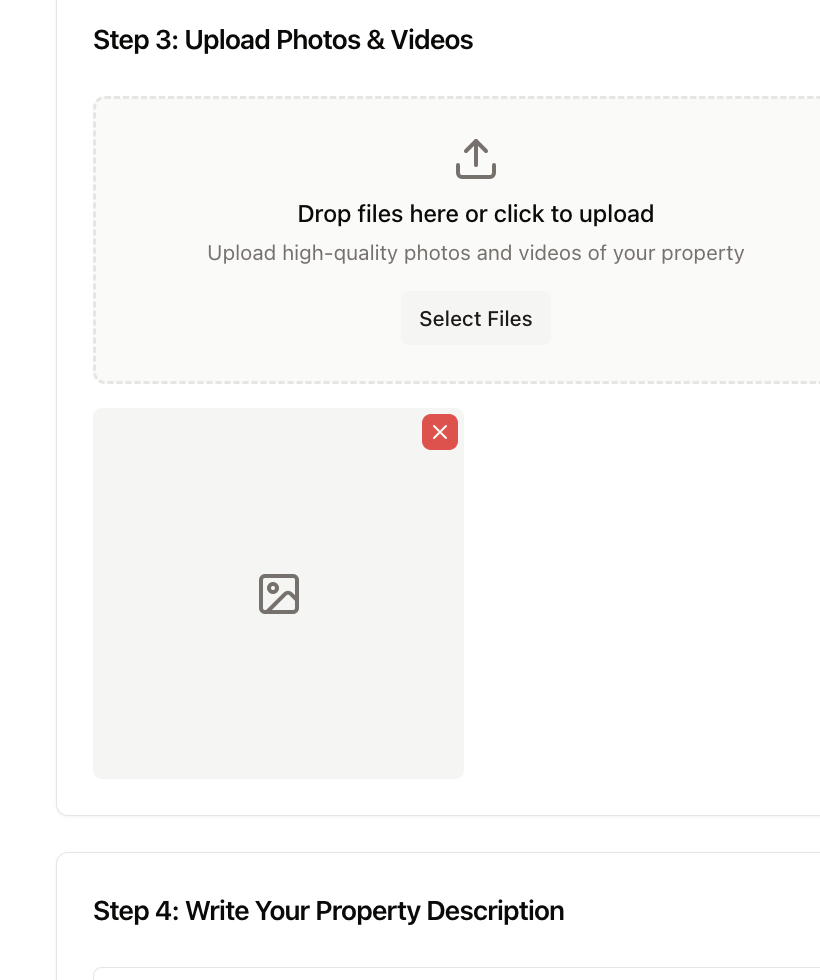 Step 3: Upload Photos & Videos
Drop files here or click to upload
Upload high-quality photos and videos of your property
Select Files
Step 4: Write Your Property Description